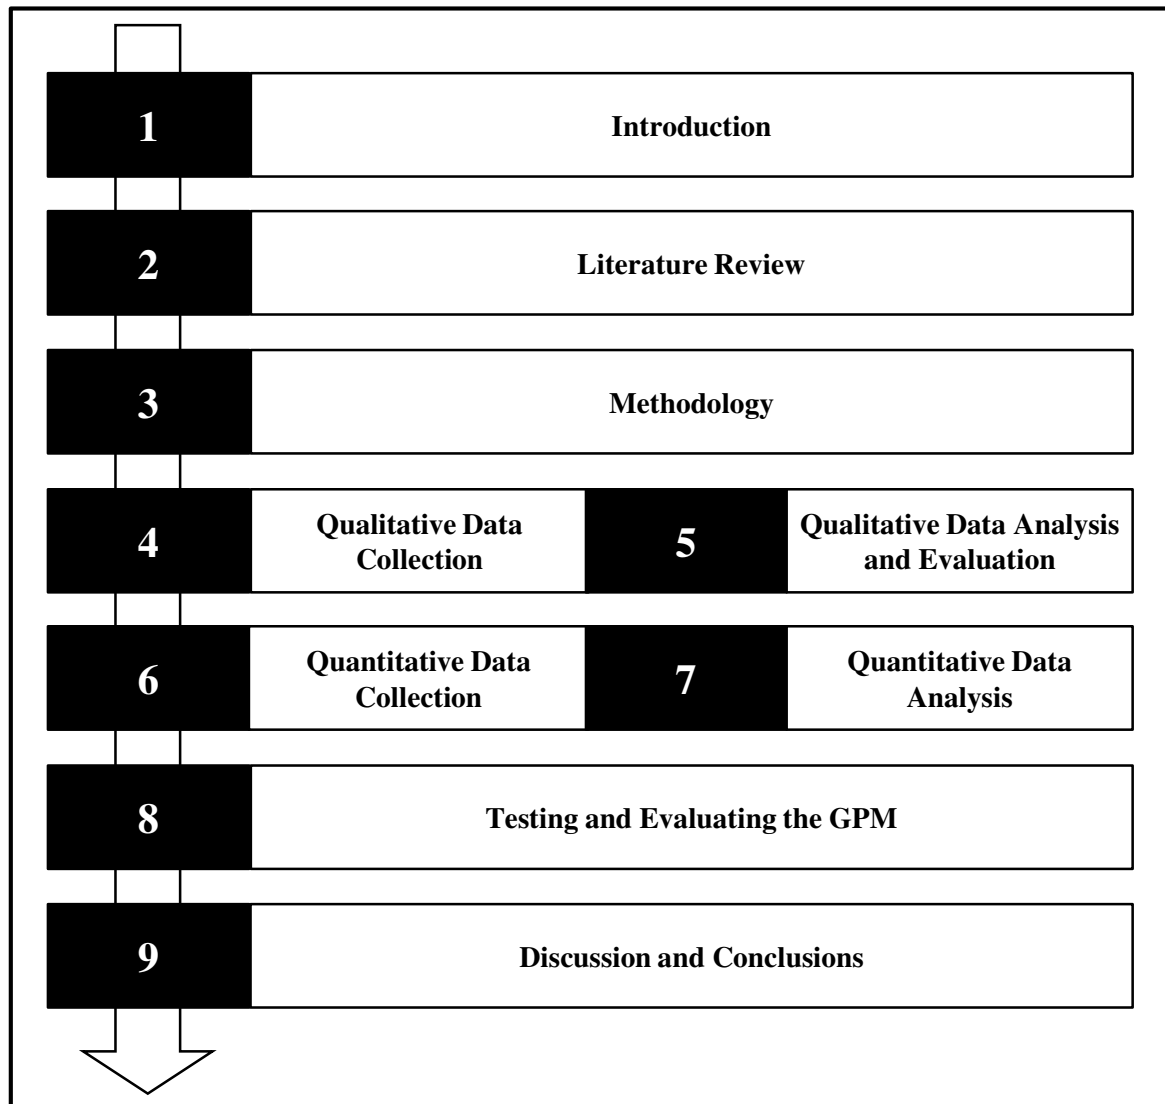 1
Introduction
2
Literature Review
3
Methodology
4
Qualitative Data
Collection
5
Qualitative Data Analysis
and Evaluation
6
Quantitative Data
Collection
7
Quantitative Data
Analysis
8
Testing and Evaluating the GPM
9
Discussion and Conclusions